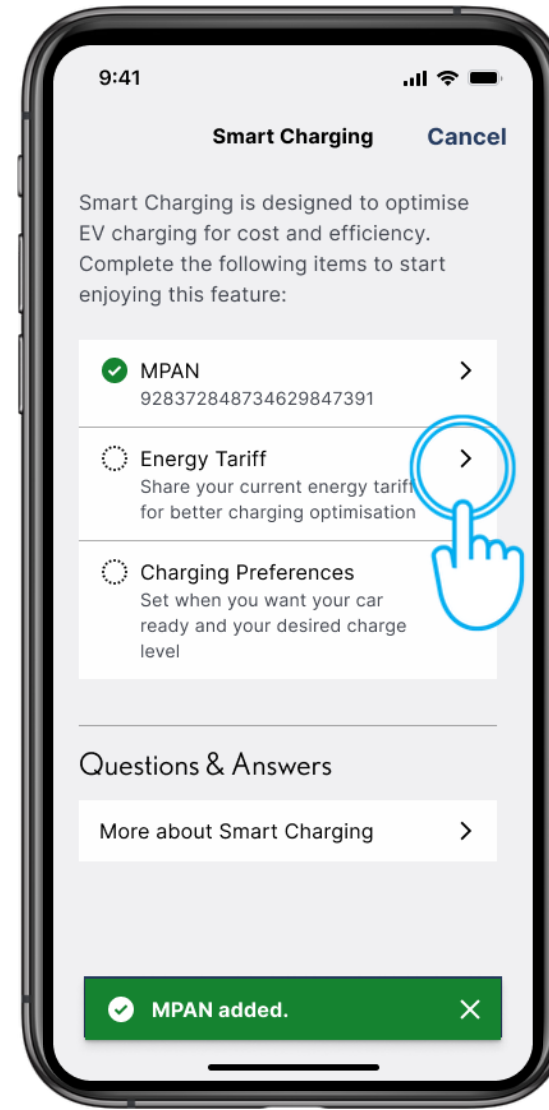 9:41
Smart Charging Cancel
Smart Charging is designed to optimise
EV charging for cost and efficiency.
Complete the following items to start
enjoying this feature:
MPAN
928372848734629847391
Energy Tariff
Share your current energy tariff
for better charging optimisation
Charging Preferences
Set when you want your car
ready and your desired charge
level
Questions & Answers
More about Smart Charging
MPAN added.